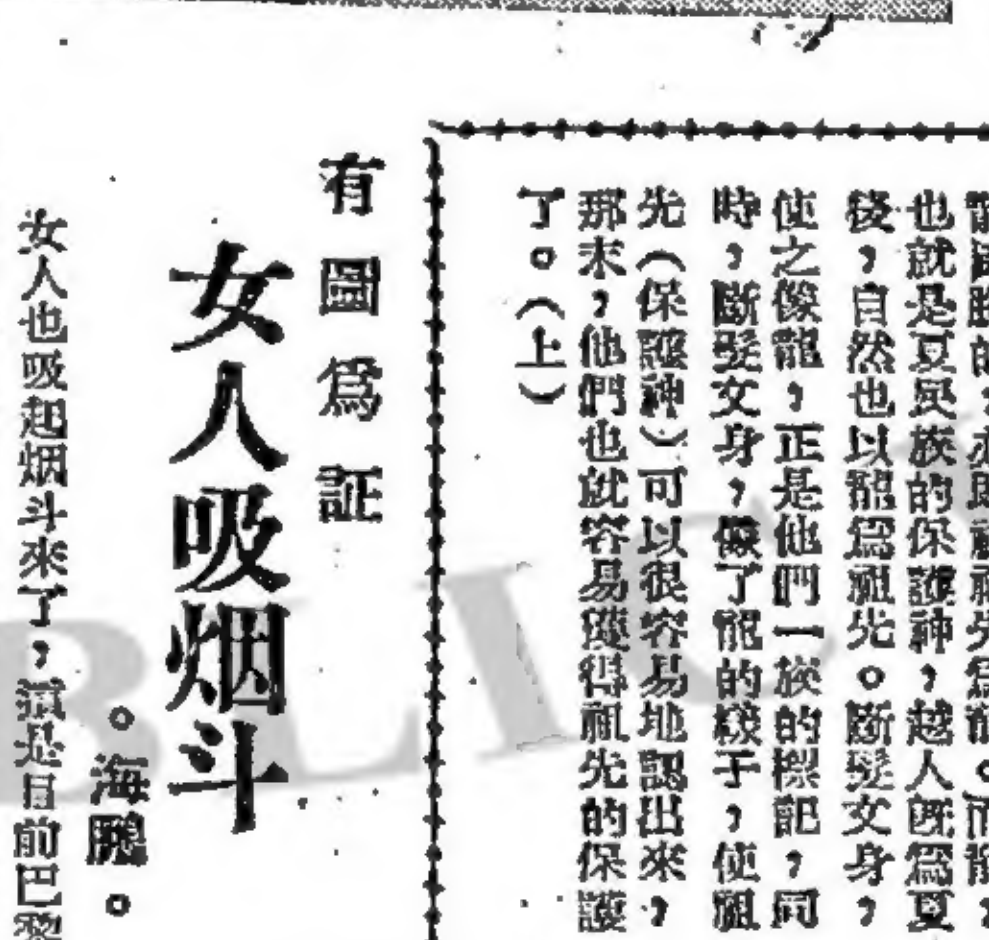 也就是夏民族的保護神，越人既爲夏
後，自然也以龍爲祖先。斷髮文身，
使之像龍，正是他們一族的標記，同
時，斷髮文身，像了龍的樣子，使祖
先（保護神）可以很容易地認出來，
那末，他們也就容易獲得祖先的保護
了。（上）
有圖爲証
女人吸烟斗
。海鷗。
女人也吸起烟斗來了，這是目前巴黎